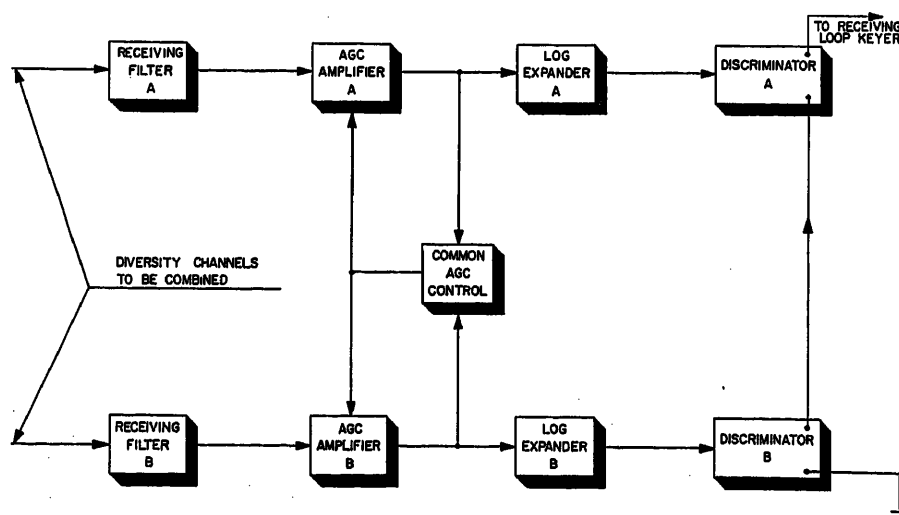 TO RECEIVING
LOOP KEYER
RECEIVING
FILTER
A
AGC
AMPLIFIER
A
LOG
EXPANDER
A
DISCRIMINATOR
A
DIVERSITY CHANNELS
TO BE COMBINED
COMMON
AGC
CONTROL
RECEIVING
FILTER
B
AGC
AMPLIFIER
B
LOG
EXPANDER
B
DISCRIMINATOR
B